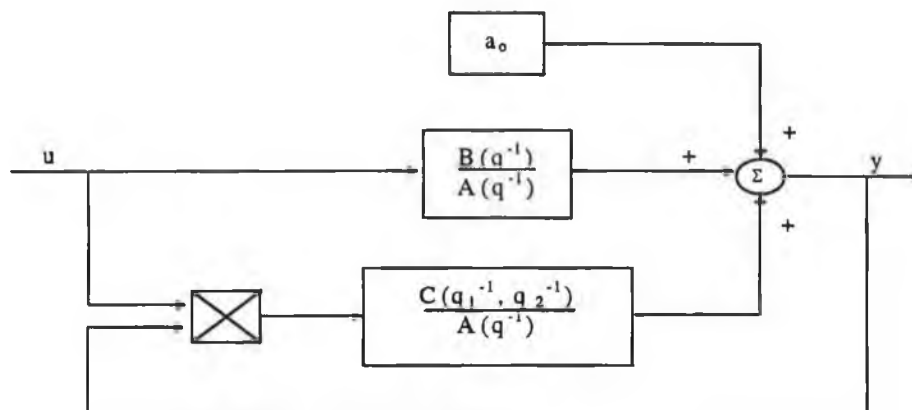 a₀
+
u
B(q⁻¹)
A(q⁻¹)
+
Σ
y
+
C(q₁⁻¹, q₂⁻¹)
A(q⁻¹)